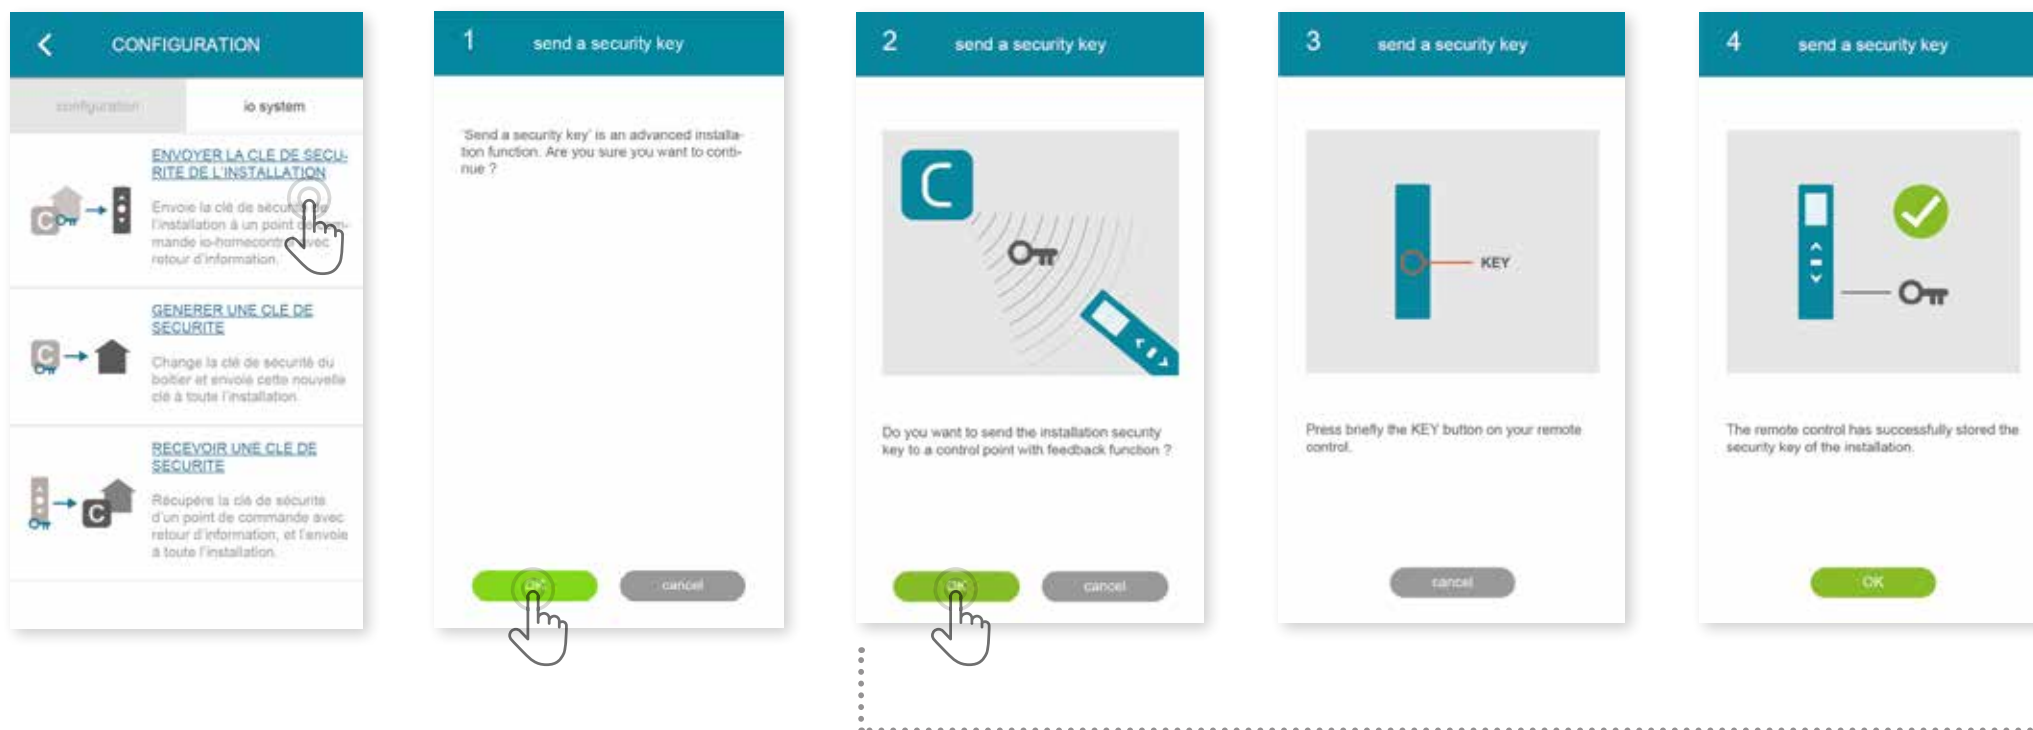 CONFIGURATION
configuration
io system
ENVOYER LA CLE DE SECU-
RITE DE L'INSTALLATION
Envoie la clé de sécurité de
l'installation à un point de com-
mande io-homecontrol avec
retour d'information.
GENERER UNE CLE DE
SECURITE
Change la clé de sécurité du
boitier et envoie cette nouvelle
clé à toute l'installation
RECEVOIR UNE CLE DE
SECURITE
Récupère la clé de sécurité
d'un point de commande avec
retour d'information, et l'envoie
à toute l'installation.
1
send a security key
'Send a security key' is an advanced installa-
tion function. Are you sure you want to conti-
nue ?
OK
cancel
2
send a security key
C
Do you want to send the installation security
key to a control point with feedback function ?
OK
cancel
3
send a security key
KEY
Press briefly the KEY button on your remote
control.
cancel
4
send a security key
The remote control has successfully stored the
security key of the installation.
OK